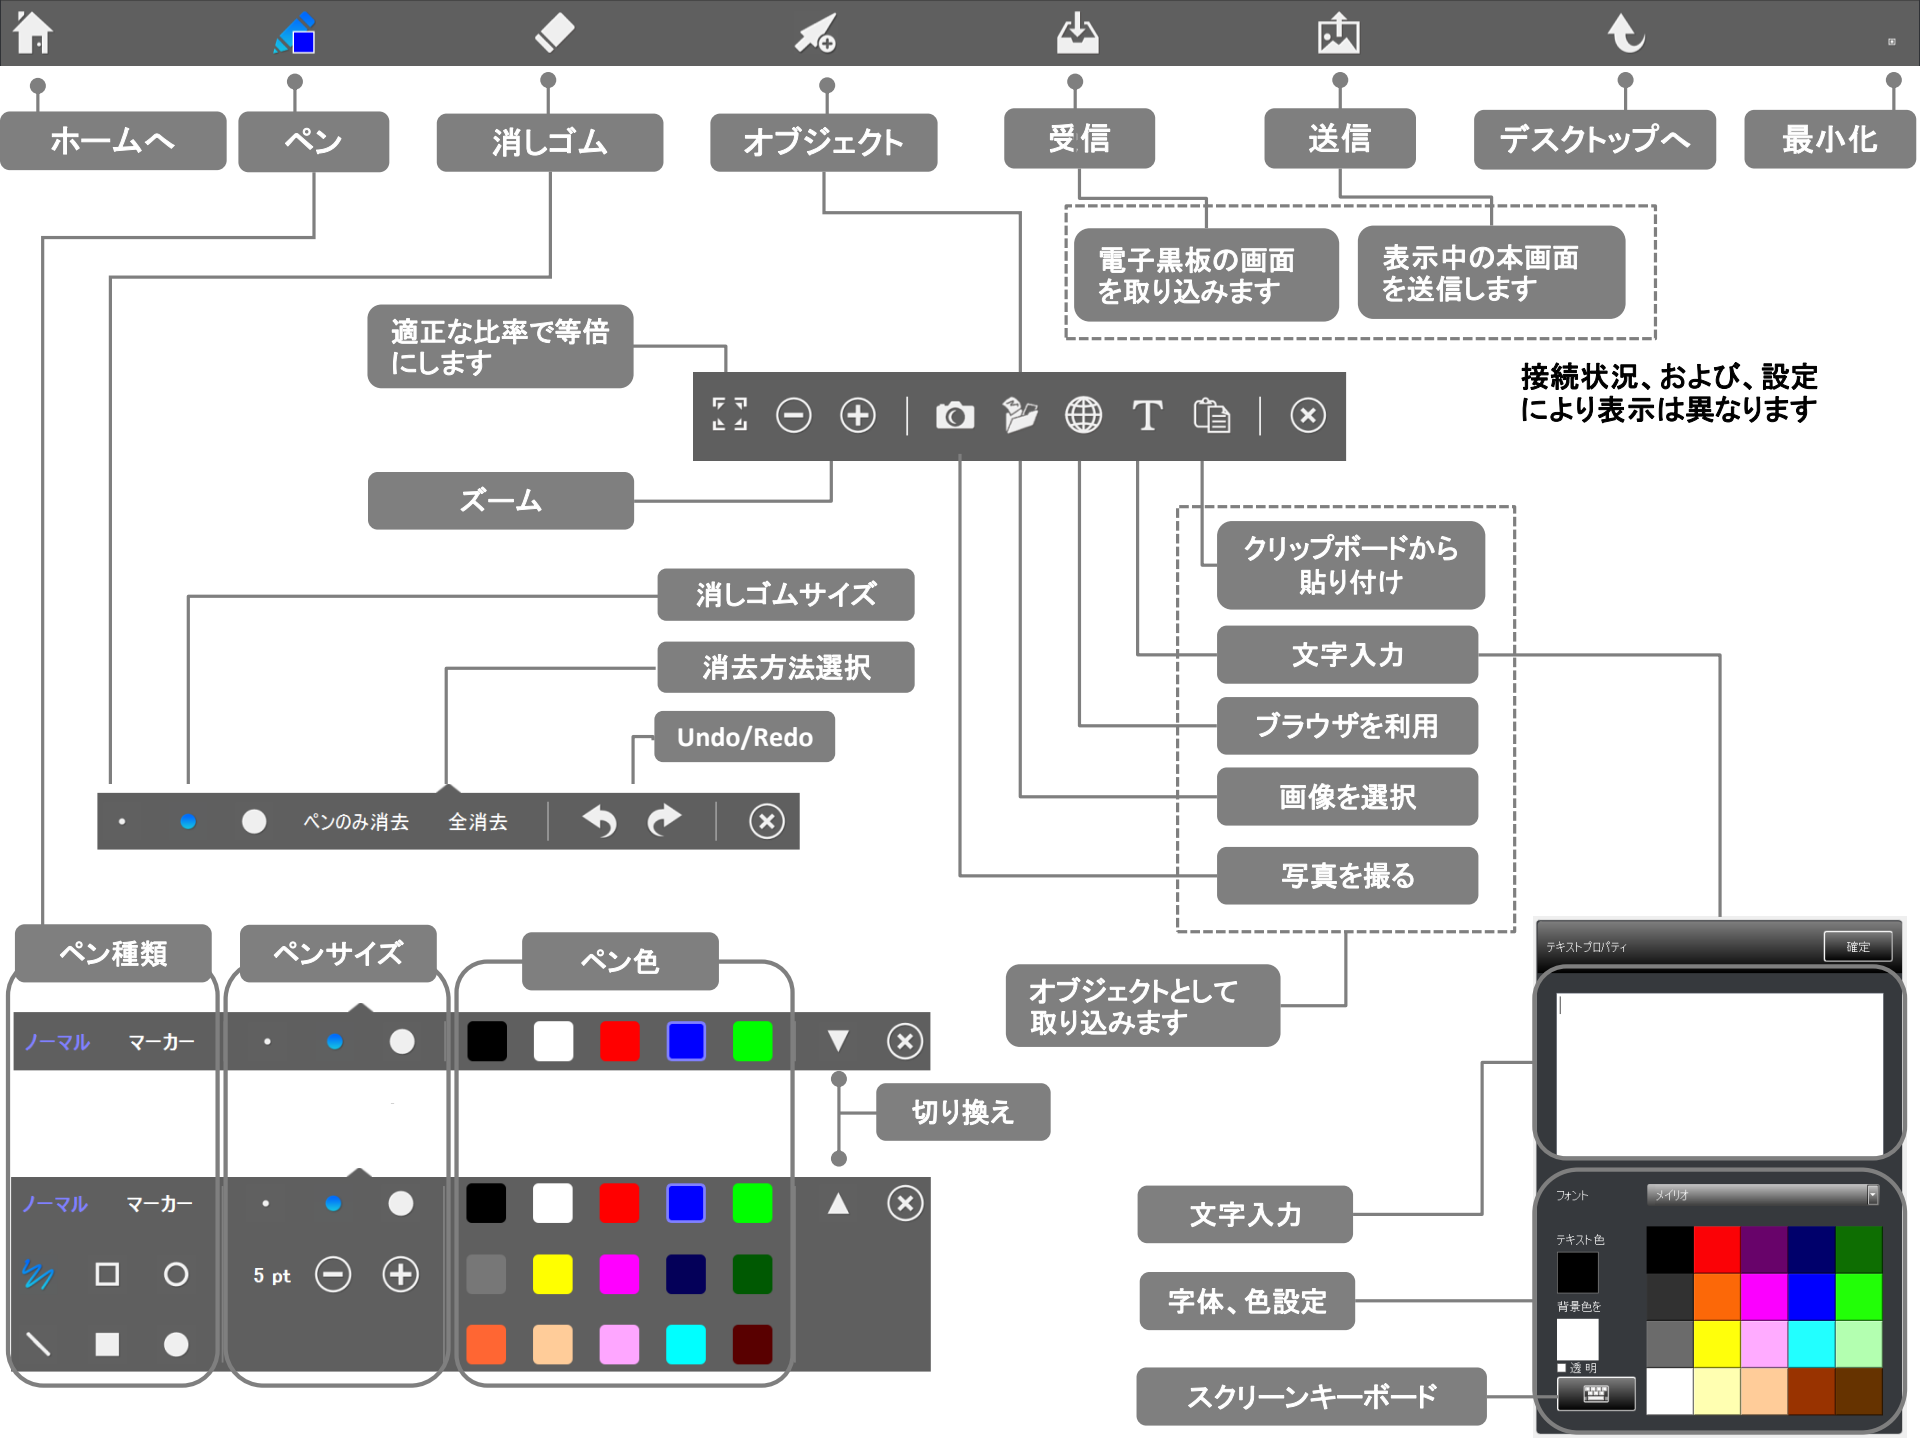 ホームへ
ペン
消しゴム
オブジェクト
受信
送信
デスクトップへ
最小化
電子黒板の画面
を取り込みます
表示中の本画面
を送信します
適正な比率で等倍
にします
接続状況、および、設定
により表示は異なります
T
ズーム
クリップボードから
貼り付け
消しゴムサイズ
文字入力
消去方法選択
ブラウザを利用
Undo/Redo
画像を選択
ペンのみ消去
全消去
写真を撮る
ペン種類
ペンサイズ
ペン色
テキストプロパティ
確定
オブジェクトとして
取り込みます
ノーマル
マーカー
切り換え
ノーマル
マーカー
5 pt
文字入力
フォント
メイリオ
テキスト色
字体、色設定
背景色を
透明
スクリーンキーボード